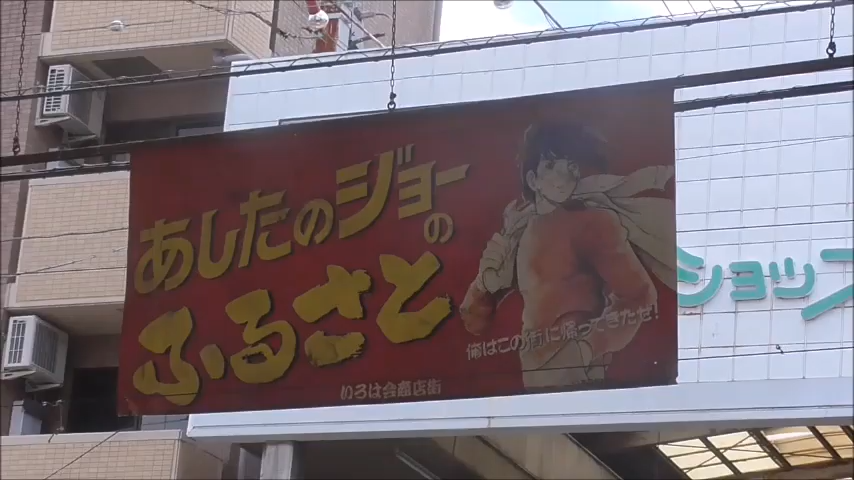 あしたのジョーの
ふるさと
俺はこの街に帰ってきたぜ!
いろは会商店街
ショッ